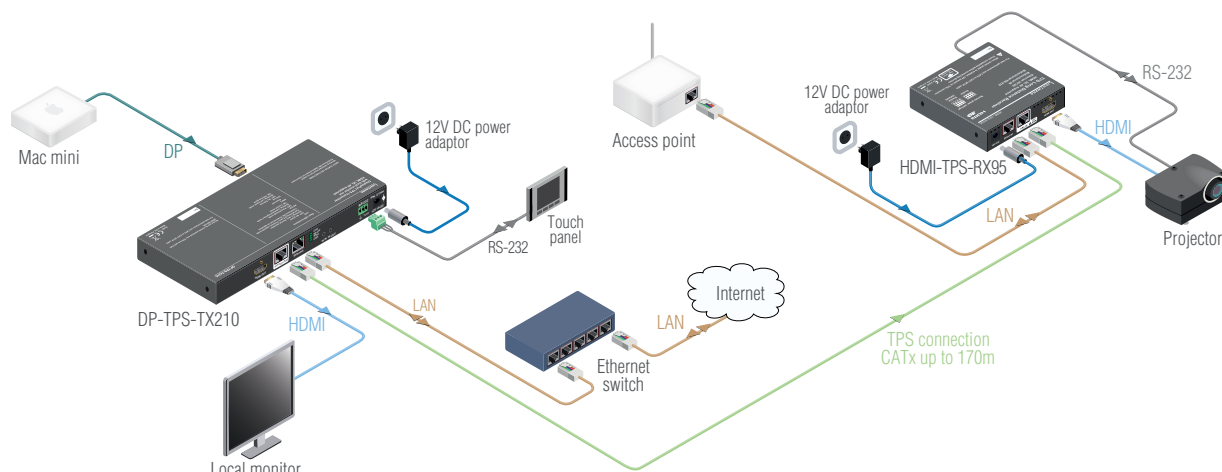 Mac mini
DP
12V DC power
adaptor
RS-232
Touch
panel
DP-TPS-TX210
HDMI
Local monitor
LAN
Ethernet
switch
LAN
Internet
Access point
12V DC power
adaptor
HDMI-TPS-RX95
RS-232
HDMI
LAN
Projector
TPS connection
CATx up to 170m